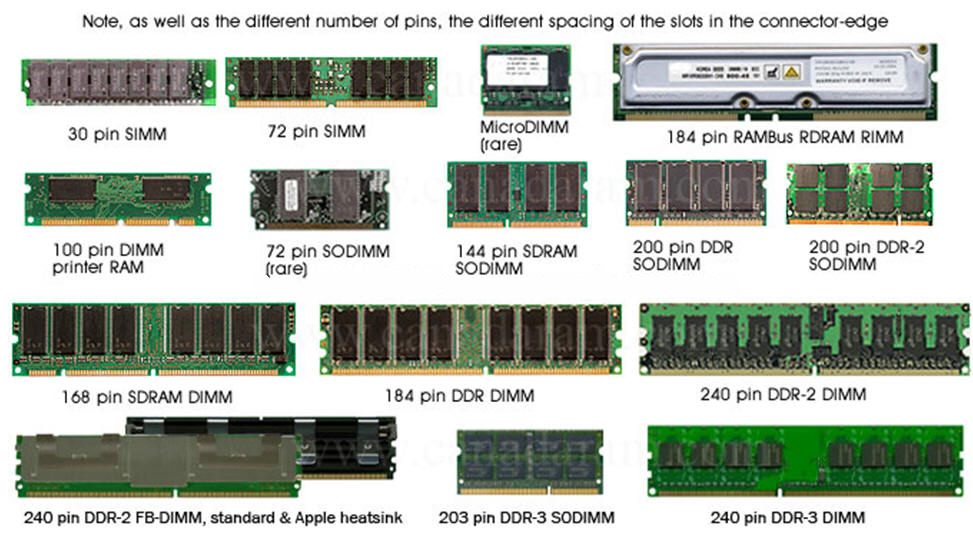 Note, as well as the different number of pins, the different spacing of the slots in the connector-edge
30 pin SIMM
72 pin SIMM
MicroDIMM
(rare)
184 pin RAMBus RDRAM RIMM
100 pin DIMM
printer RAM
72 pin SODIMM
(rare)
144 pin SDRAM
SODIMM
200 pin DDR
SODIMM
200 pin DDR-2
SODIMM
168 pin SDRAM DIMM
184 pin DDR DIMM
240 pin DDR-2 DIMM
240 pin DDR-2 FB-DIMM, standard & Apple heatsink
203 pin DDR-3 SODIMM
240 pin DDR-3 DIMM